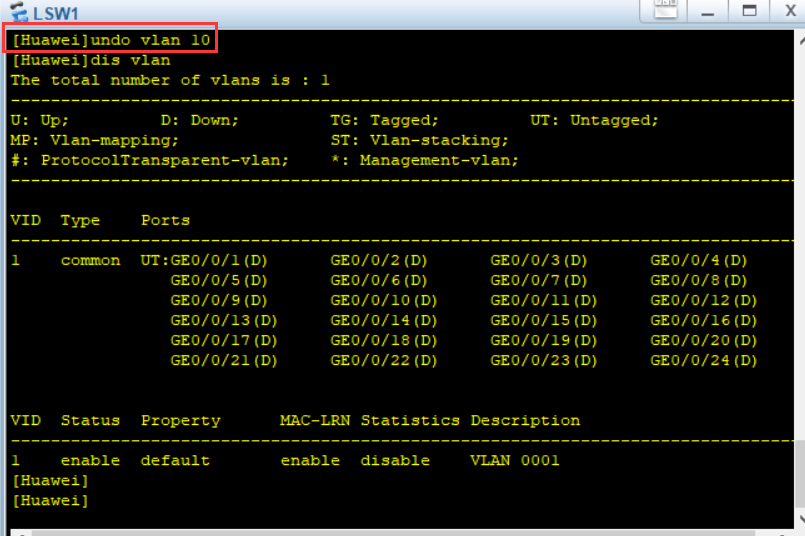 LSW1
X
[Huawei]undo vlan 10
[Huawei]dis vlan
The total number of vlans is : 1
--------------------------------------------------------------------------------
U: Up;         D: Down;         TG: Tagged;         UT: Untagged;
MP: Vlan-mapping;               ST: Vlan-stacking;
#: ProtocolTransparent-vlan;    *: Management-vlan;
--------------------------------------------------------------------------------
VID  Type    Ports
--------------------------------------------------------------------------------
1    common  UT:GE0/0/1(D)      GE0/0/2(D)      GE0/0/3(D)      GE0/0/4(D)
GE0/0/5(D)      GE0/0/6(D)      GE0/0/7(D)      GE0/0/8(D)
GE0/0/9(D)      GE0/0/10(D)     GE0/0/11(D)     GE0/0/12(D)
GE0/0/13(D)     GE0/0/14(D)     GE0/0/15(D)     GE0/0/16(D)
GE0/0/17(D)     GE0/0/18(D)     GE0/0/19(D)     GE0/0/20(D)
GE0/0/21(D)     GE0/0/22(D)     GE0/0/23(D)     GE0/0/24(D)
VID  Status  Property      MAC-LRN Statistics Description
--------------------------------------------------------------------------------
1    enable  default       enable  disable    VLAN 0001
[Huawei]
[Huawei]